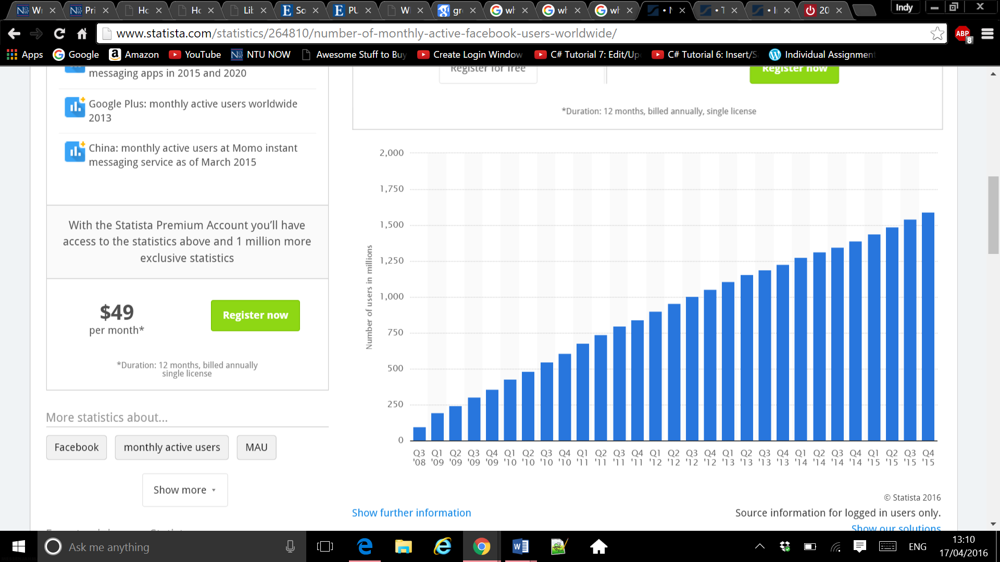 Wr
Pri
Ho
Ho
Lib
So
PU
Wl
gr
wh
wh
wh
• N
• T
• I
20
Indy
www.statista.com/statistics/264810/number-of-monthly-active-facebook-users-worldwide/
ABP
8
Apps Google Amazon YouTube NTU NOW Awesome Stuff to Buy Create Login Window C# Tutorial 7: Edit/Up C# Tutorial 6: Insert/S Individual Assignment
messaging apps in 2015 and 2020
Google Plus: monthly active users worldwide
2013
China: monthly active users at Momo instant
messaging service as of March 2015
With the Statista Premium Account you’ll have
access to the statistics above and 1 million more
exclusive statistics
$49
per month*
Register now
*Duration: 12 months, billed annually
single license
More statistics about...
Facebook monthly active users MAU
Show more
Register for free
Register now
*Duration: 12 months, billed annually, single license
Number of users in millions
2,000
1,750
1,500
1,250
1,000
750
500
250
0
Q3 Q1 Q2 Q3 Q4 Q1 Q2 Q3 Q4 Q1 Q2 Q3 Q4 Q1 Q2 Q3 Q4 Q1 Q2 Q3 Q4 Q1 Q2 Q3 Q4 Q1 Q2 Q3 Q4
'08 '09 '09 '09 '09 '10 '10 '10 '10 '11 '11 '11 '11 '12 '12 '12 '12 '13 '13 '13 '13 '14 '14 '14 '14 '15 '15 '15 '15
© Statista 2016
Show further information
Source information for logged in users only.
Show our solutions
Ask me anything
ENG
13:10
17/04/2016